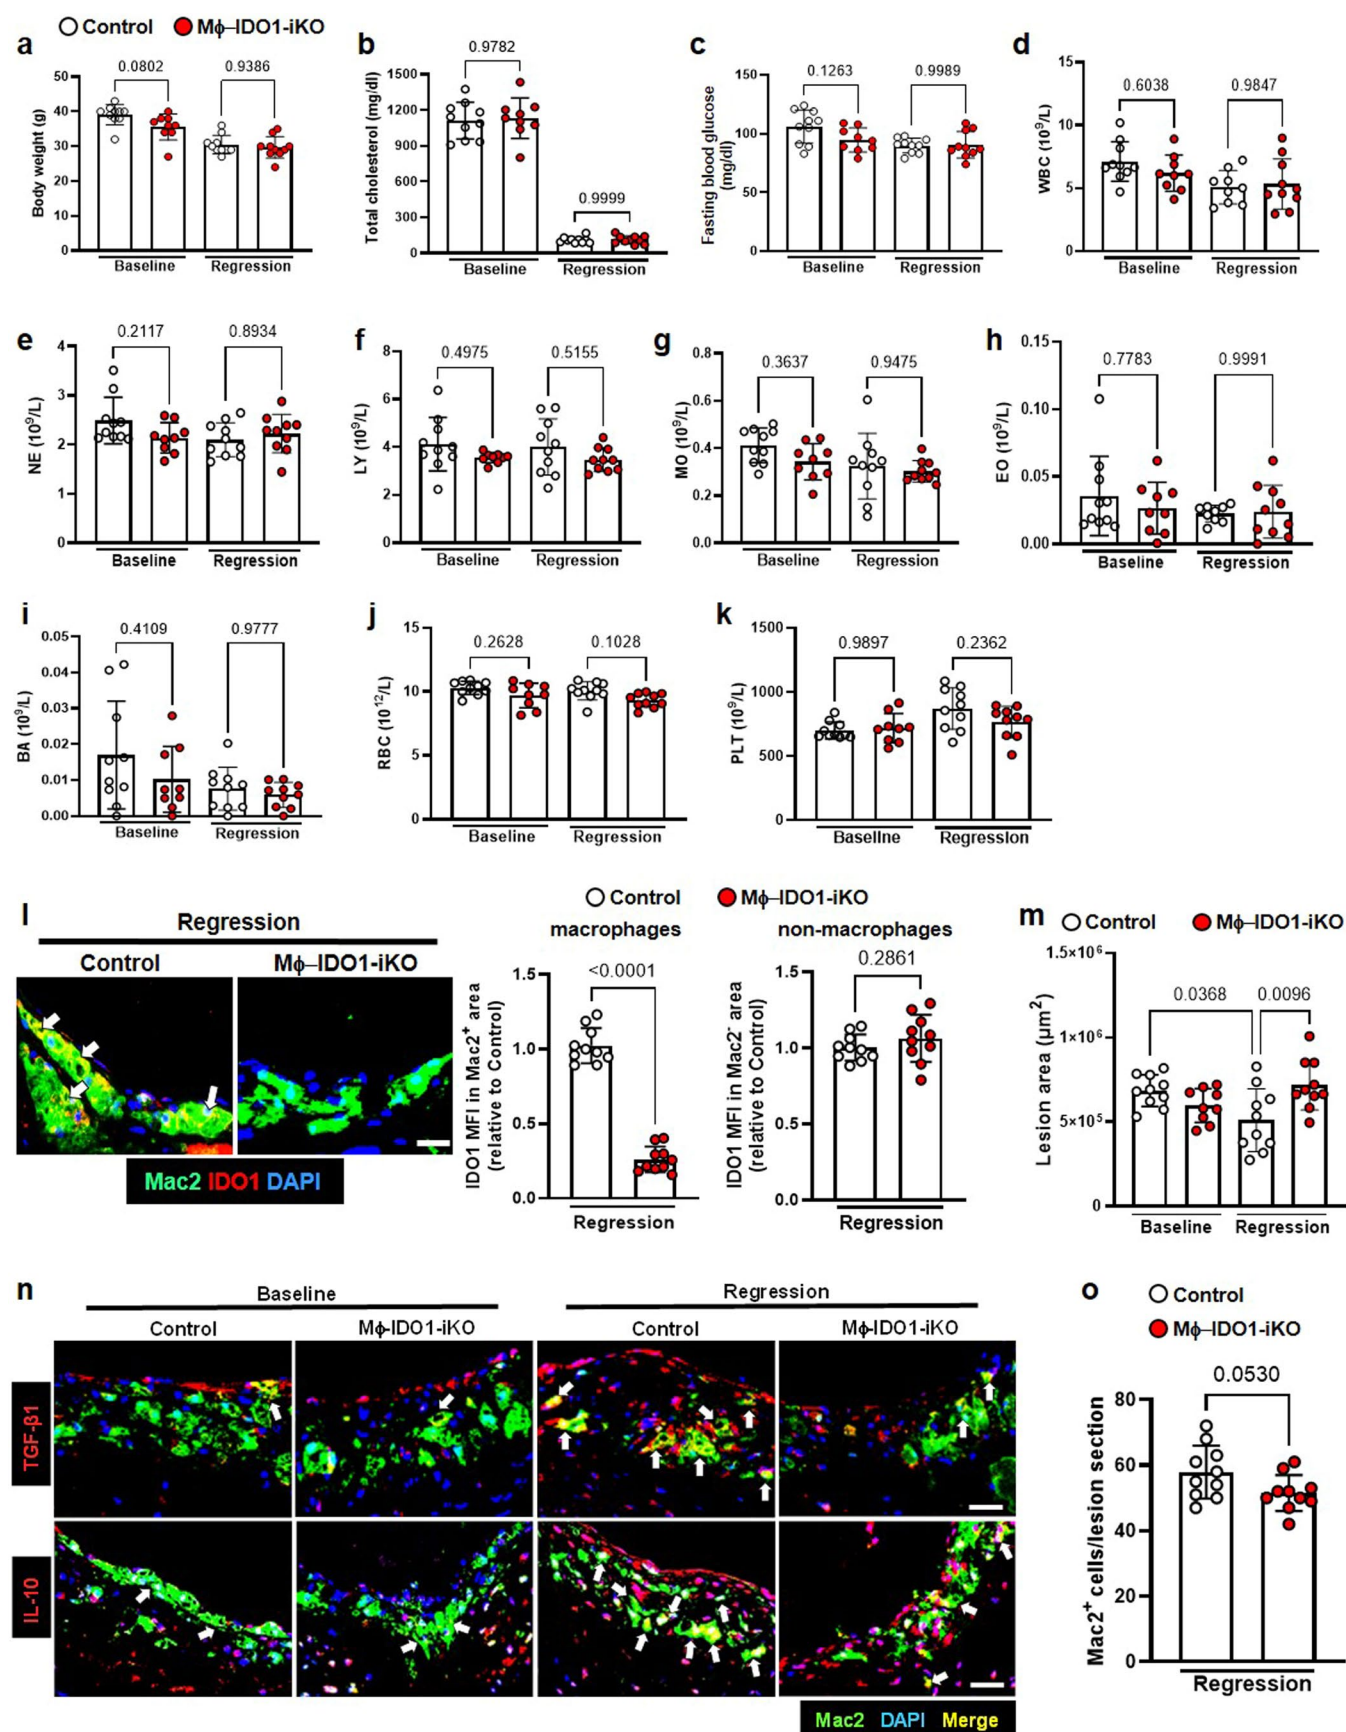 Control Mϕ–IDO1-iKO
a
0.0802 0.9386
Body weight (g)
50
40
30
20
10
0
Baseline Regression
b
0.9782
0.9999
Total cholesterol (mg/dl)
1500
1200
900
600
300
0
Baseline Regression
c
0.1263 0.9989
Fasting blood glucose
(mg/dl)
150
100
50
0
Baseline Regression
d
0.6038 0.9847
WBC (10⁹/L)
15
10
5
0
Baseline Regression
e
0.2117 0.8934
NE (10⁹/L)
4
3
2
1
0
Baseline Regression
f
0.4975 0.5155
LY (10⁹/L)
8
6
4
2
0
Baseline Regression
g
0.3637 0.9475
MO (10⁹/L)
0.8
0.6
0.4
0.2
0.0
Baseline Regression
h
0.7783 0.9991
EO (10⁹/L)
0.15
0.10
0.05
0.00
Baseline Regression
i
0.4109 0.9777
BA (10⁹/L)
0.05
0.04
0.03
0.02
0.01
0.00
Baseline Regression
j
0.2628 0.1028
RBC (10¹²/L)
15
10
5
0
Baseline Regression
k
0.9897 0.2362
PLT (10⁹/L)
1500
1000
500
0
Baseline Regression
l
Regression
Control Mϕ–IDO1-iKO
Mac2 IDO1 DAPI
Control Mϕ–IDO1-iKO
macrophages non-macrophages
<0.0001
IDO1 MFI in Mac2⁺ area
(relative to Control)
1.5
1.0
0.5
0.0
Regression
0.2861
IDO1 MFI in Mac2⁻ area
(relative to Control)
1.5
1.0
0.5
0.0
Regression
m
Control Mϕ–IDO1-iKO
0.0368 0.0096
Lesion area (µm²)
1.5×10⁶
1×10⁶
5×10⁵
0
Baseline Regression
n
Baseline Regression
Control Mϕ-IDO1-iKO Control Mϕ-IDO1-iKO
TGF-β1
IL-10
Mac2 DAPI Merge
o
Control
Mϕ–IDO1-iKO
0.0530
Mac2⁺ cells/lesion section
80
60
40
20
0
Regression